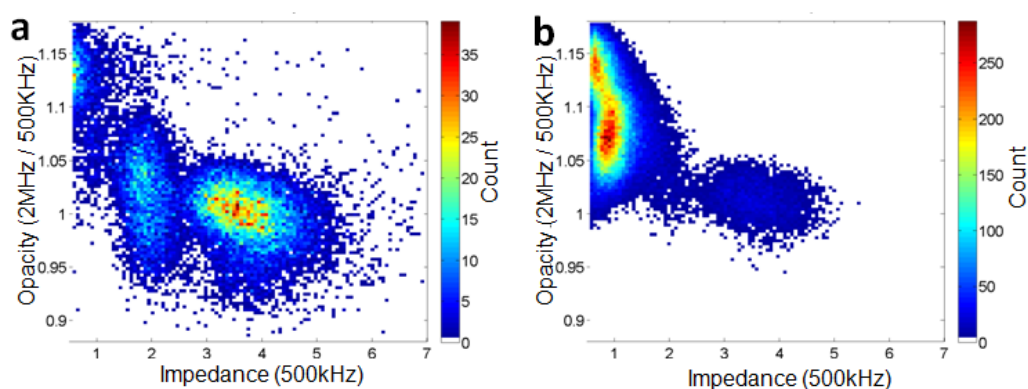 a
Opacity (2MHz / 500KHz)
1.15
1.1
1.05
1
0.95
0.9
1 2 3 4 5 6 7
Impedance (500kHz)
35
30
25
20
15
10
5
0
Count
b
Opacity (2MHz / 500KHz)
1.15
1.1
1.05
1
0.95
0.9
1 2 3 4 5 6 7
Impedance (500kHz)
250
200
150
100
50
0
Count